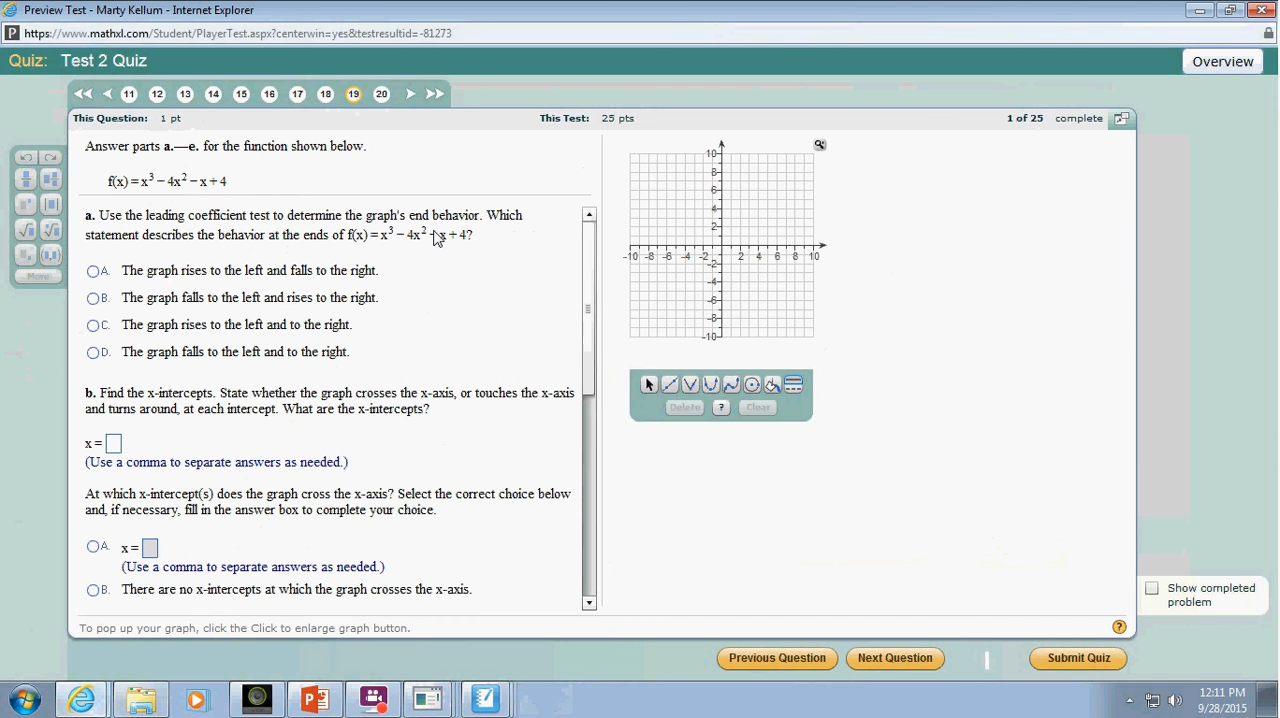 Preview Test - Marty Kellum - Internet Explorer
https://www.mathxl.com/Student/PlayerTest.aspx?centerwin=yes&testresultid=-81273
Quiz: Test 2 Quiz
Overview
11 12 13 14 15 16 17 18 19 20
This Question: 1 pt
This Test: 25 pts
1 of 25 complete
Answer parts a.—e. for the function shown below.
f(x) = x³ − 4x² − x + 4
a. Use the leading coefficient test to determine the graph's end behavior. Which
statement describes the behavior at the ends of f(x) = x³ − 4x² − x + 4?
A. The graph rises to the left and falls to the right.
B. The graph falls to the left and rises to the right.
C. The graph rises to the left and to the right.
D. The graph falls to the left and to the right.
b. Find the x-intercepts. State whether the graph crosses the x-axis, or touches the x-axis
and turns around, at each intercept. What are the x-intercepts?
x =
(Use a comma to separate answers as needed.)
At which x-intercept(s) does the graph cross the x-axis? Select the correct choice below
and, if necessary, fill in the answer box to complete your choice.
A. x =
(Use a comma to separate answers as needed.)
B. There are no x-intercepts at which the graph crosses the x-axis.
More
10
8
6
4
2
-10 -8 -6 -4 -2 2 4 6 8 10
-2
-4
-6
-8
-10
Delete ? Clear
Show completed
problem
To pop up your graph, click the Click to enlarge graph button.
?
Previous Question
Next Question
Submit Quiz
12:11 PM
9/28/2015